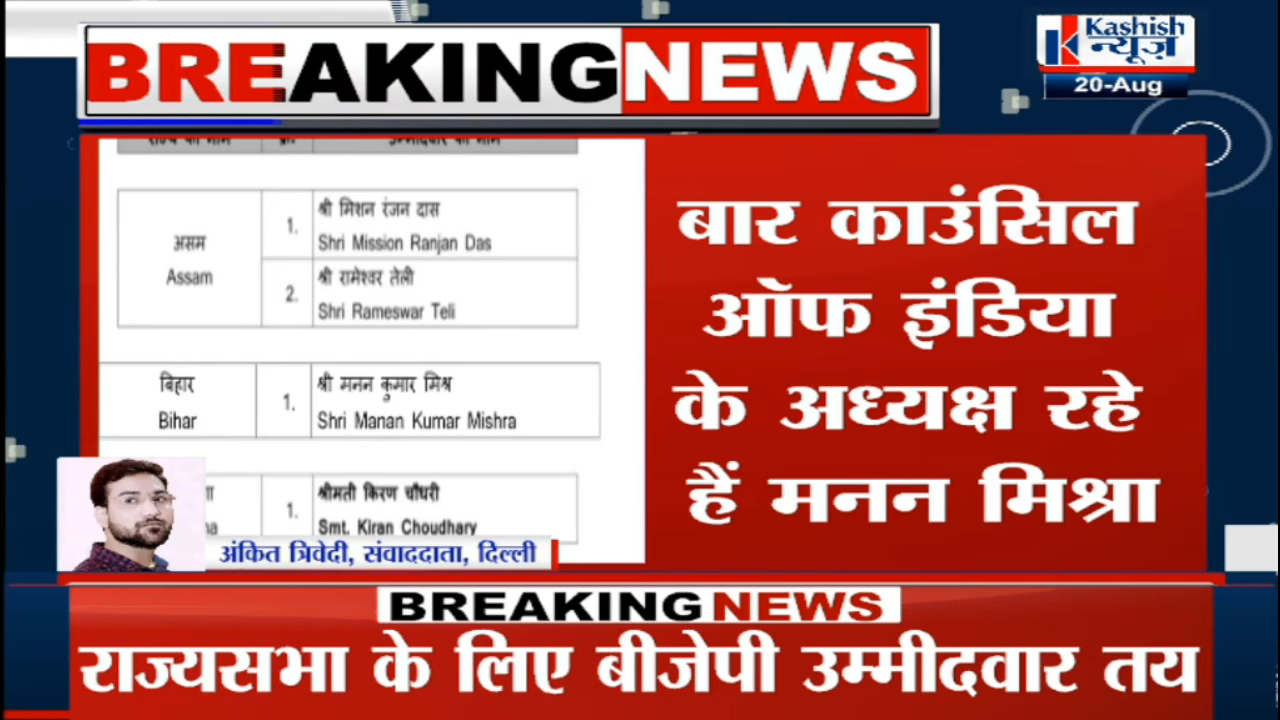 BREAKING NEWS
Kashish
न्यूज़
20-Aug
असम
Assam
1.
श्री मिशन रंजन दास
Shri Mission Ranjan Das
2.
श्री रामेश्वर तेली
Shri Rameswar Teli
बिहार
Bihar
1.
श्री मनन कुमार मिश्र
Shri Manan Kumar Mishra
1.
श्रीमती किरण चौधरी
Smt. Kiran Choudhary
बार काउंसिल
ऑफ इंडिया
के अध्यक्ष रहे
हैं मनन मिश्रा
अंकित त्रिवेदी, संवाददाता, दिल्ली
BREAKING NEWS
राज्यसभा के लिए बीजेपी उम्मीदवार तय